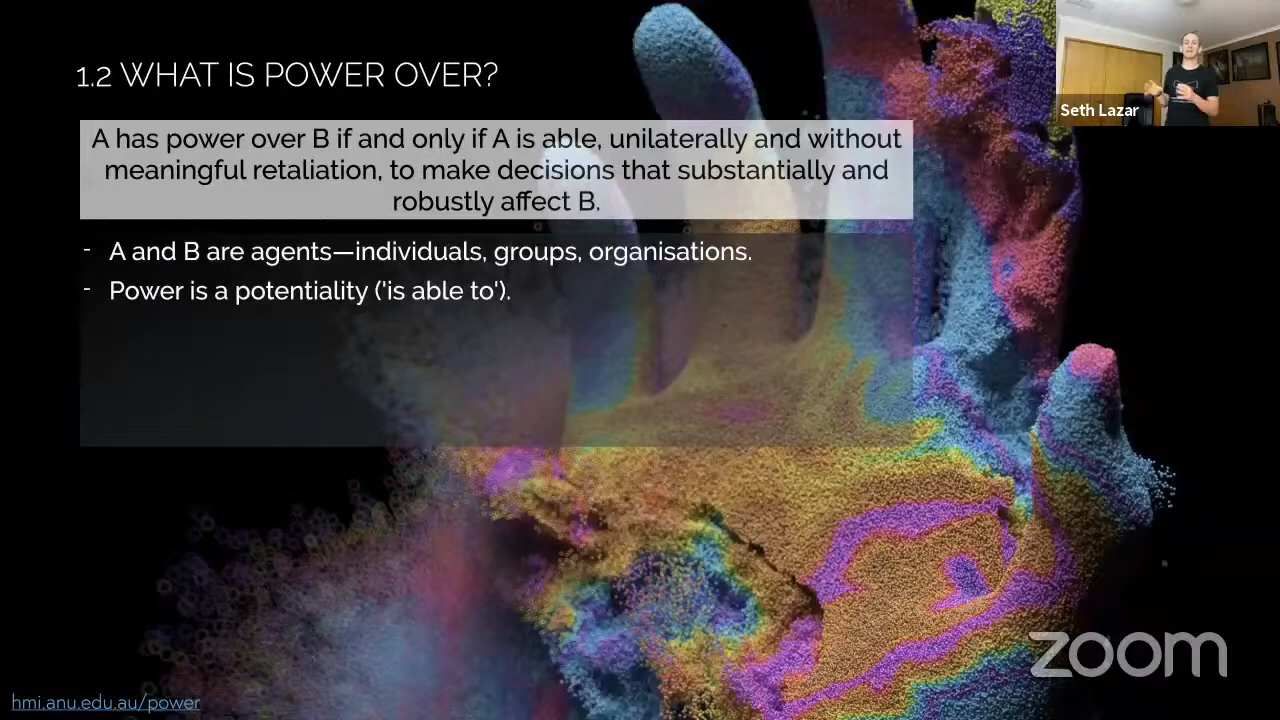 1.2 WHAT IS POWER OVER?
A has power over B if and only if A is able, unilaterally and without
meaningful retaliation, to make decisions that substantially and
robustly affect B.
- A and B are agents—individuals, groups, organisations.
- Power is a potentiality ('is able to').
Seth Lazar
zoom
hmi.anu.edu.au/power